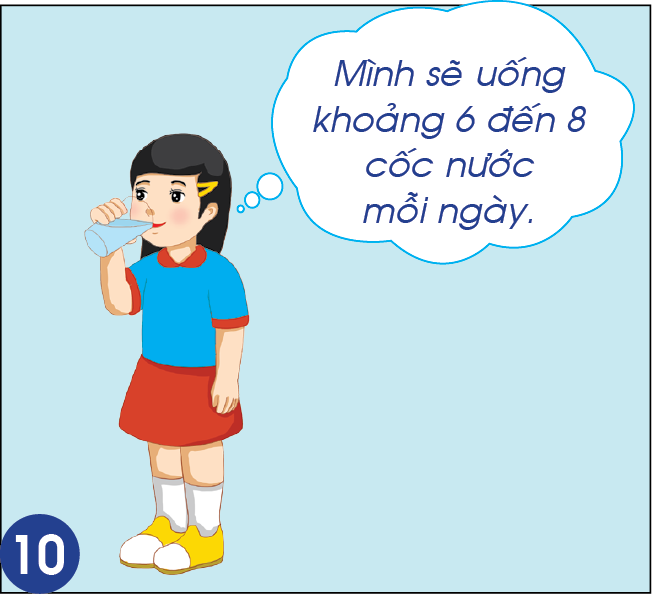 Mình sẽ uống
khoảng 6 đến 8
cốc nước
mỗi ngày.
10